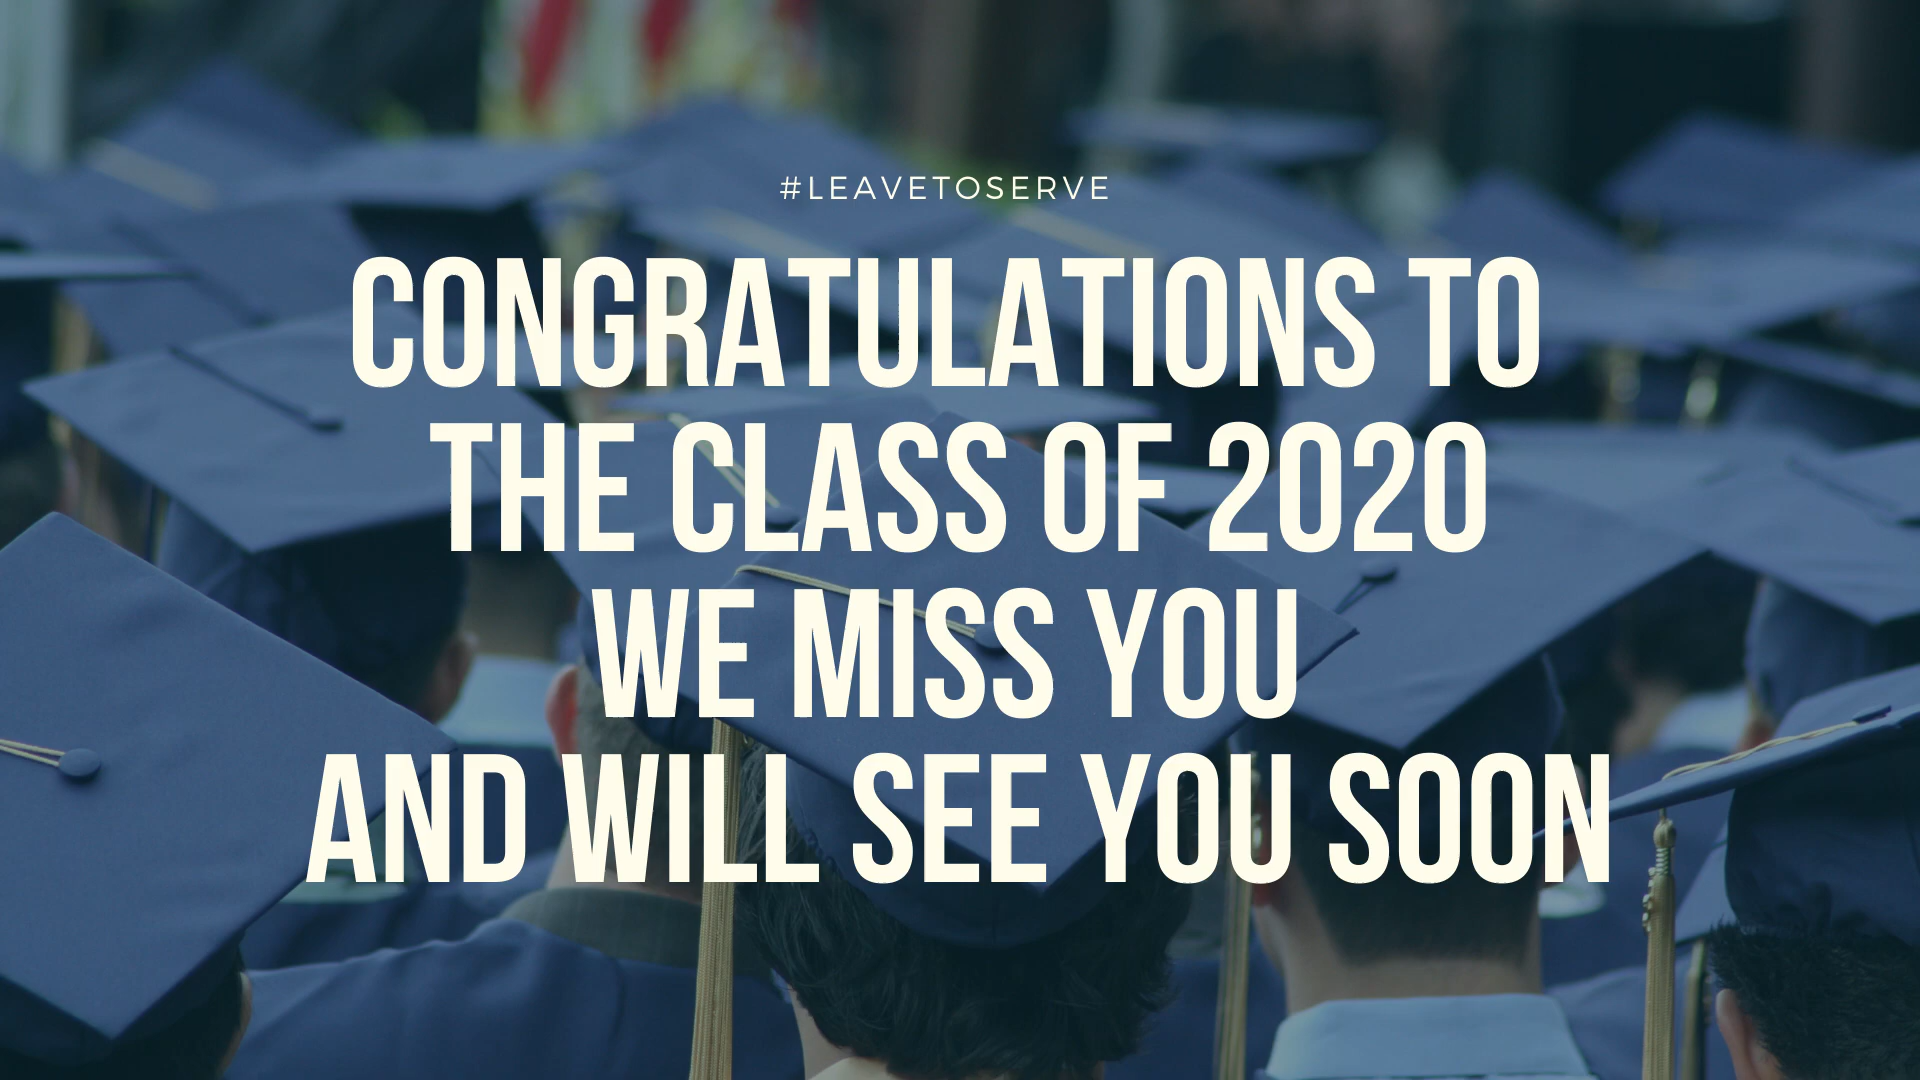 #LEAVETOSERVE
CONGRATULATIONS TO
THE CLASS OF 2020
WE MISS YOU
AND WILL SEE YOU SOON